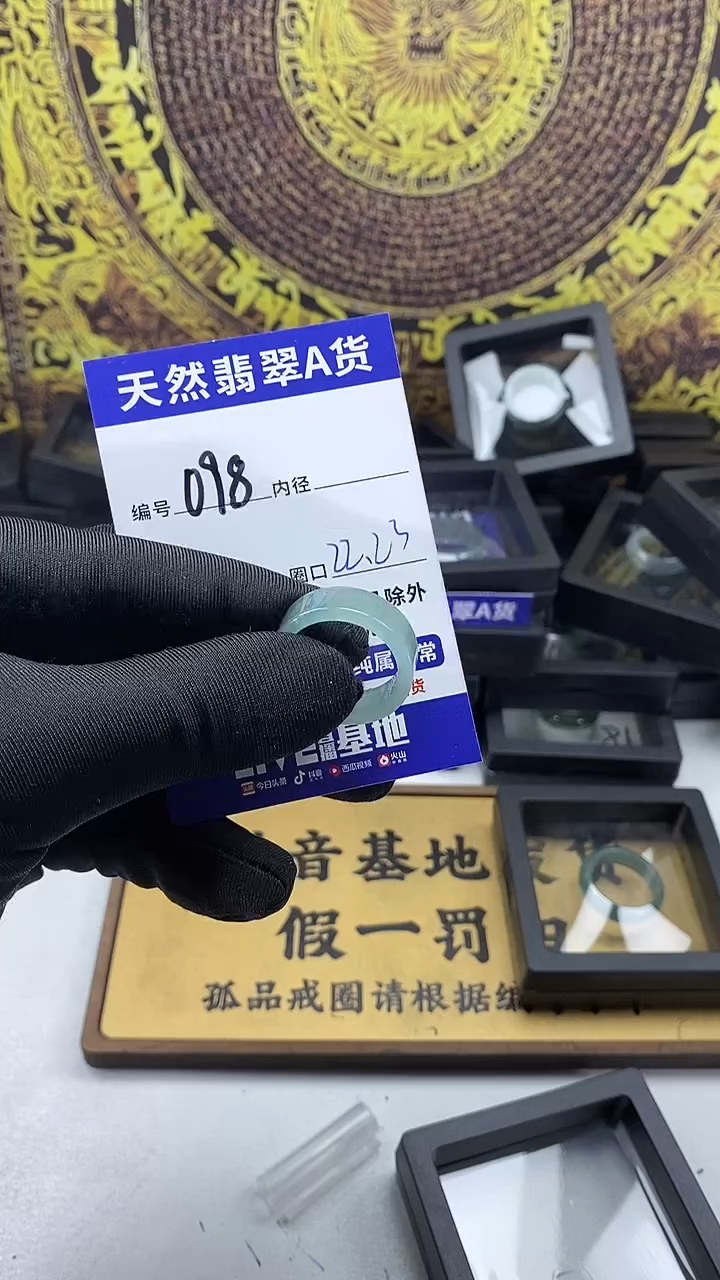 天然翡翠A货
编号 098 内径
圈口 22.23
除外
纯属 常
货
基地
今日头条 抖音 西瓜视频 火山
翠A货
音基地
假一罚
孤品戒圈请根据编